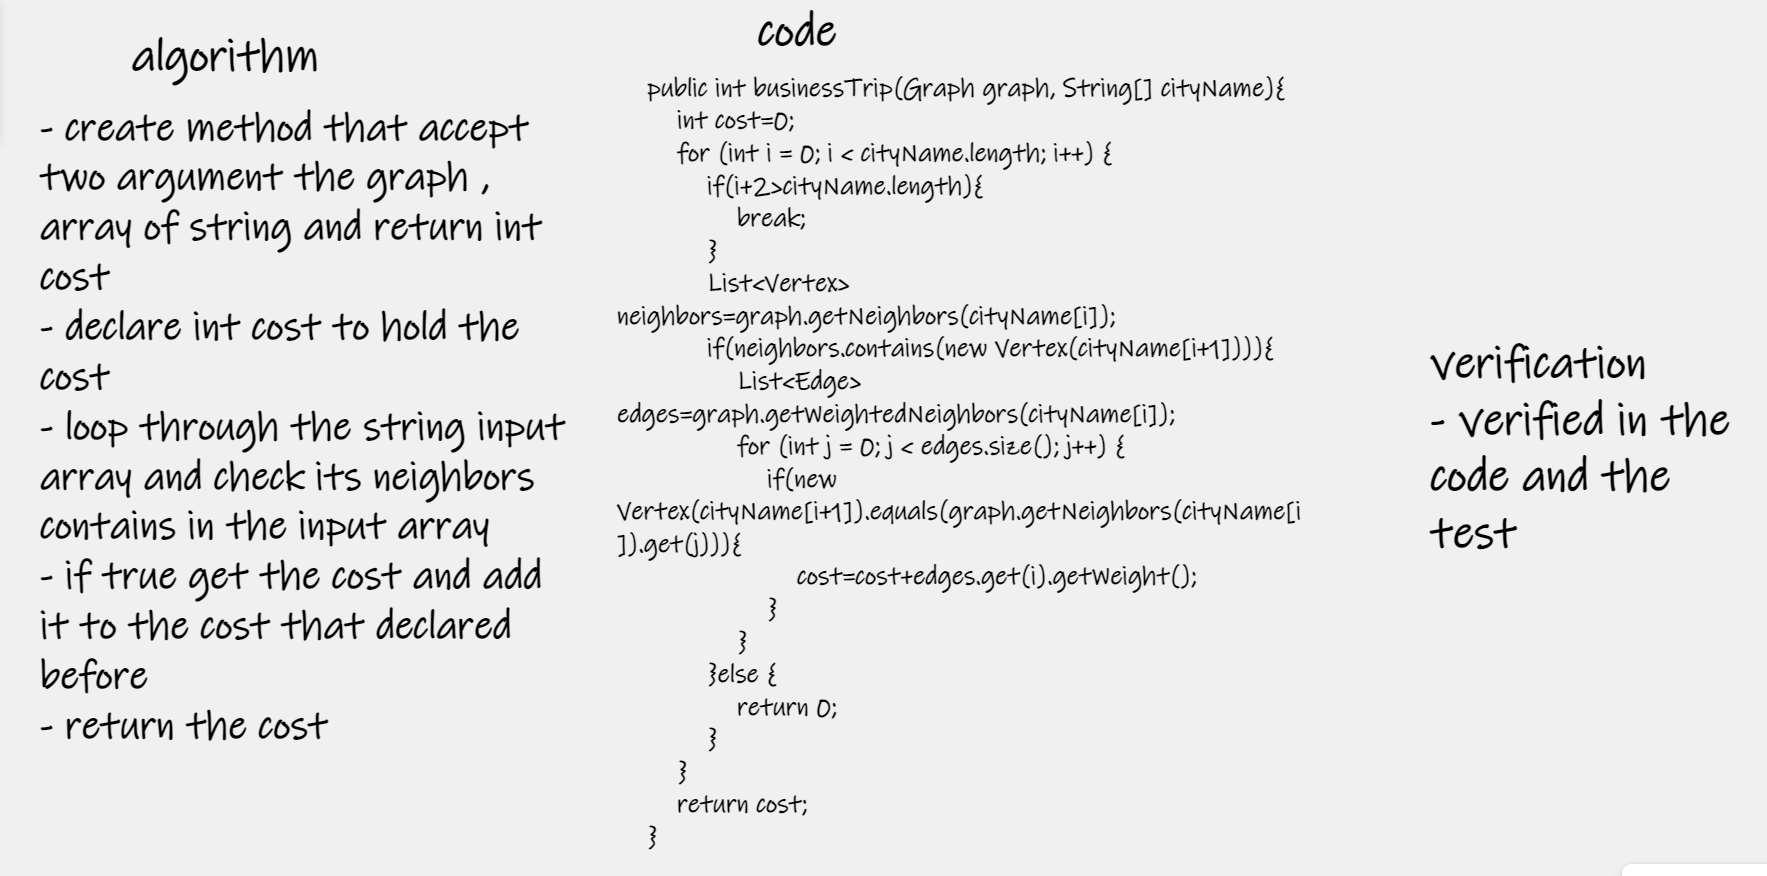 algorithm
- create method that accept
two argument the graph ,
array of string and return int
cost
- declare int cost to hold the
cost
- loop through the string input
array and check its neighbors
contains in the input array
- if true get the cost and add
it to the cost that declared
before
- return the cost
code
public int businessTrip(Graph graph, String[] cityName){
int cost=0;
for (int i = 0; i < cityName.length; i++) {
if(i+2>cityName.length){
break;
}
List<Vertex>
neighbors=graph.getNeighbors(cityName[i]);
if(neighbors.contains(new Vertex(cityName[i+1]))){
List<Edge>
edges=graph.getWeightedNeighbors(cityName[i]);
for (int j = 0; j < edges.size(); j++) {
if(new
Vertex(cityName[i+1]).equals(graph.getNeighbors(cityName[i
]).get(j))){
cost=cost+edges.get(i).getWeight();
}
}
}else {
return 0;
}
}
return cost;
}
verification
- verified in the
code and the
test